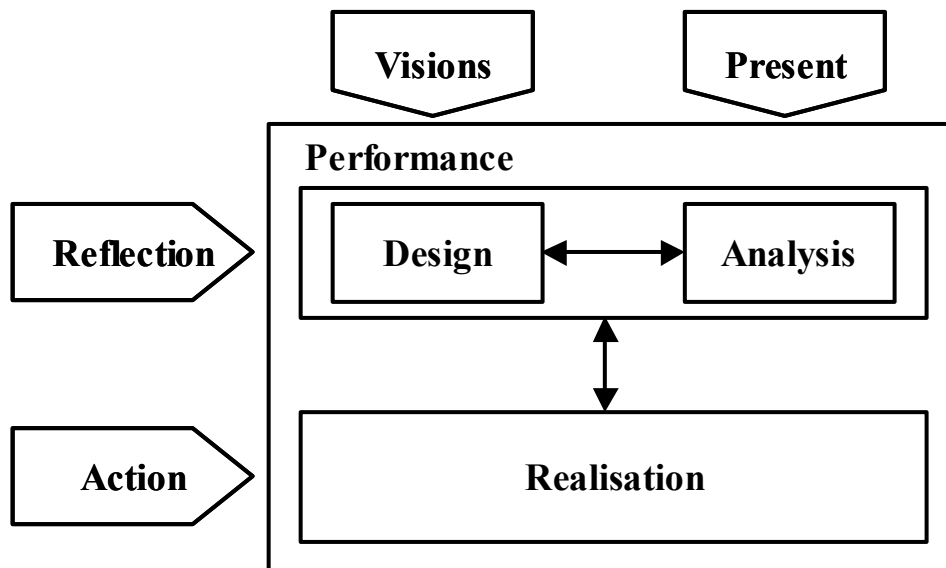 Visions
Present
Performance
Reflection
Design
Analysis
Action
Realisation